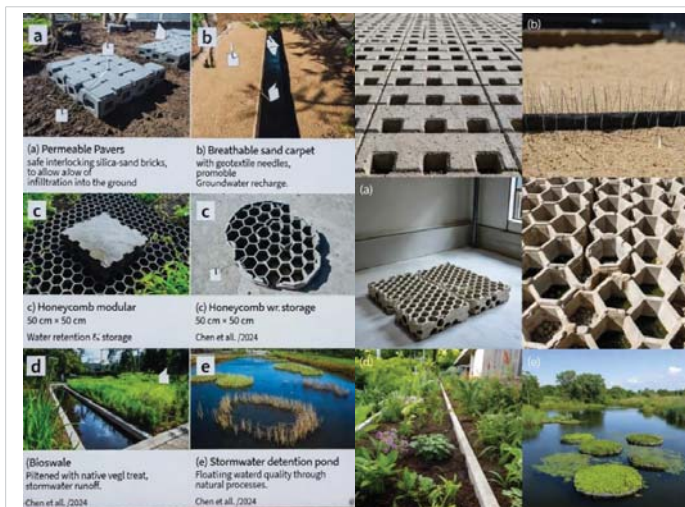 a
b
(b)
(a) Permeable Pavers
safe interlocking silica-sand bricks,
to allow allow of
infilltration into the ground
b) Breathable sand carpet
with geotextile needles,
promoble
Groundwater recharge.
c
c
(a)
c) Honeycomb modular
50 cm × 50 cm
Water retention & storage
(c) Honeycomb wr. storage
50 cm × 50 cm
Chen et all. /2024
d
e
(d)
(e)
(Bioswale
Piltened with native vegl treat,
stormwater runoff.
Chen et all. /2024
(e) Stormwater detention pond
Floatiing waterd quality through
natural processes.
Chen et all. /2024